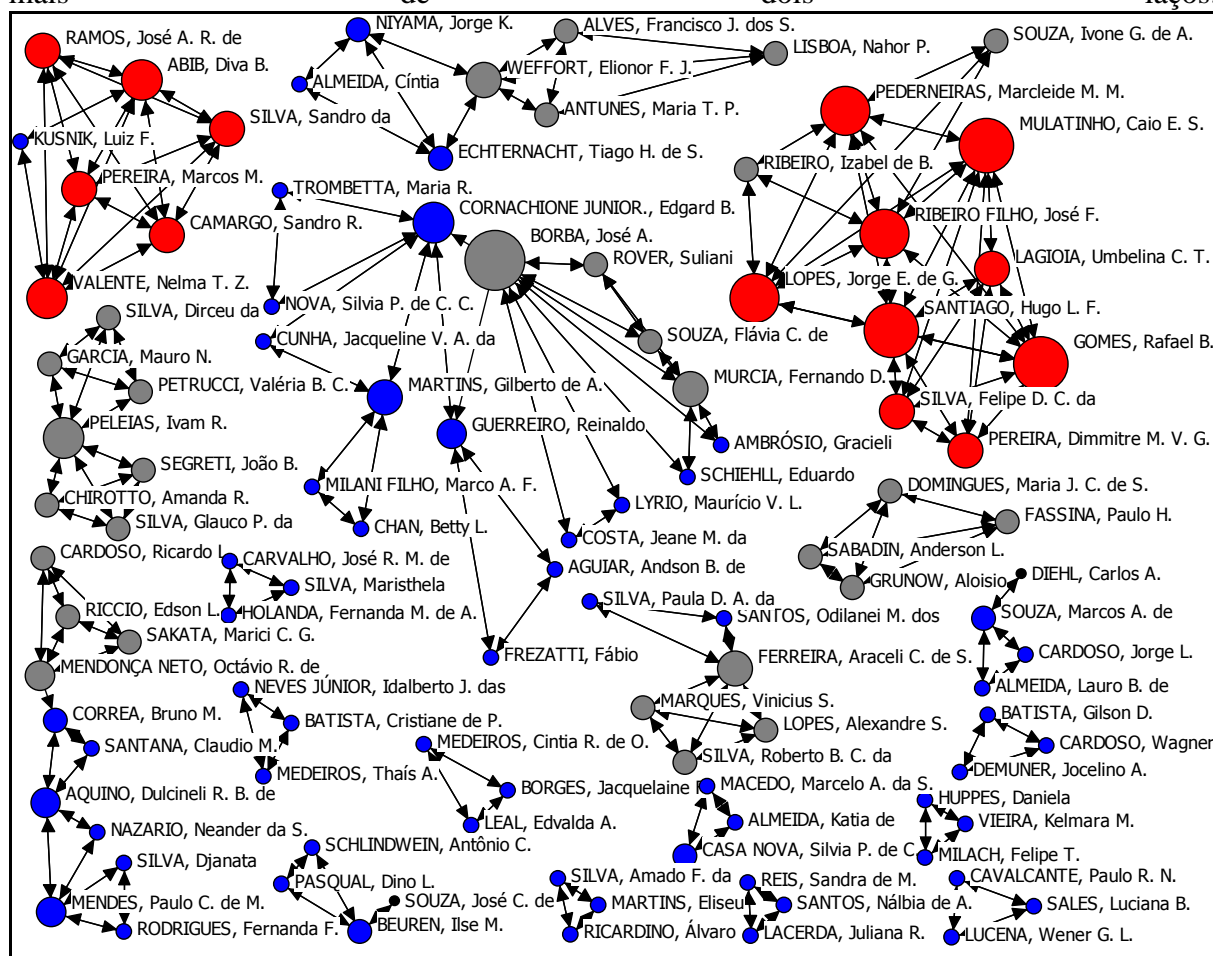 mais de dois laços.
NIYAMA, Jorge K.
ALVES, Francisco J. dos S.
RAMOS, José A. R. de
SOUZA, Ivone G. de A.
LISBOA, Nahor P.
ABIB, Diva B.
WEFFORT, Elionor F. J.
ALMEIDA, Cíntia
PEDERNEIRAS, Marcleide M. M.
ANTUNES, Maria T. P.
SILVA, Sandro da
MULATINHO, Caio E. S.
KUSNIK, Luiz F.
ECHTERNACHT, Tiago H. de S.
RIBEIRO, Izabel de B.
PEREIRA, Marcos M.
TROMBETTA, Maria R.
CORNACHIONE JUNIOR., Edgard B.
RIBEIRO FILHO, José F.
CAMARGO, Sandro R.
BORBA, José A.
ROVER, Suliani
LAGIOIA, Umbelina C. T.
VALENTE, Nelma T. Z.
LOPES, Jorge E. de G.
NOVA, Silvia P. de C. C.
SANTIAGO, Hugo L. F.
SILVA, Dirceu da
SOUZA, Flávia C. de
CUNHA, Jacqueline V. A. da
GOMES, Rafael B.
GARCIA, Mauro N.
MURCIA, Fernando D.
PETRUCCI, Valéria B. C.
MARTINS, Gilberto de A.
SILVA, Felipe D. C. da
PELEIAS, Ivam R.
GUERREIRO, Reinaldo
AMBRÓSIO, Gracieli
PEREIRA, Dimmitre M. V. G.
SEGRETI, João B.
SCHIEHLL, Eduardo
MILANI FILHO, Marco A. F.
DOMINGUES, Maria J. C. de S.
CHIROTTO, Amanda R.
LYRIO, Maurício V. L.
SILVA, Glauco P. da
CHAN, Betty L.
FASSINA, Paulo H.
COSTA, Jeane M. da
CARDOSO, Ricardo L.
CARVALHO, José R. M. de
SABADIN, Anderson L.
AGUIAR, Andson B. de
DIEHL, Carlos A.
SILVA, Maristhela
GRUNOW, Aloisio
SILVA, Paula D. A. da
RICCIO, Edson L.
HOLANDA, Fernanda M. de A.
SANTOS, Odilanei M. dos
SOUZA, Marcos A. de
SAKATA, Marici C. G.
FREZATTI, Fábio
FERREIRA, Araceli C. de S.
CARDOSO, Jorge L.
MENDONÇA NETO, Octávio R. de
NEVES JÚNIOR, Idalberto J. das
ALMEIDA, Lauro B. de
MARQUES, Vinicius S.
CORREA, Bruno M.
BATISTA, Cristiane de P.
LOPES, Alexandre S.
BATISTA, Gilson D.
SANTANA, Claudio M.
MEDEIROS, Cintia R. de O.
CARDOSO, Wagner
SILVA, Roberto B. C. da
MEDEIROS, Thaís A.
DEMUNER, Jocelino A.
BORGES, Jacquelaine
MACEDO, Marcelo A. da S.
AQUINO, Dulcineli R. B. de
HUPPES, Daniela
LEAL, Edvalda A.
ALMEIDA, Katia de
VIEIRA, Kelmara M.
NAZARIO, Neander da S.
SCHLINDWEIN, Antônio C.
CASA NOVA, Silvia P. de C
MILACH, Felipe T.
SILVA, Djanata
PASQUAL, Dino L.
SILVA, Amado F. da
REIS, Sandra de M.
CAVALCANTE, Paulo R. N.
SOUZA, José C. de
MARTINS, Eliseu
SANTOS, Nálbia de A.
SALES, Luciana B.
MENDES, Paulo C. de M.
RODRIGUES, Fernanda F.
BEUREN, Ilse M.
RICARDINO, Álvaro
LACERDA, Juliana R.
LUCENA, Wener G. L.